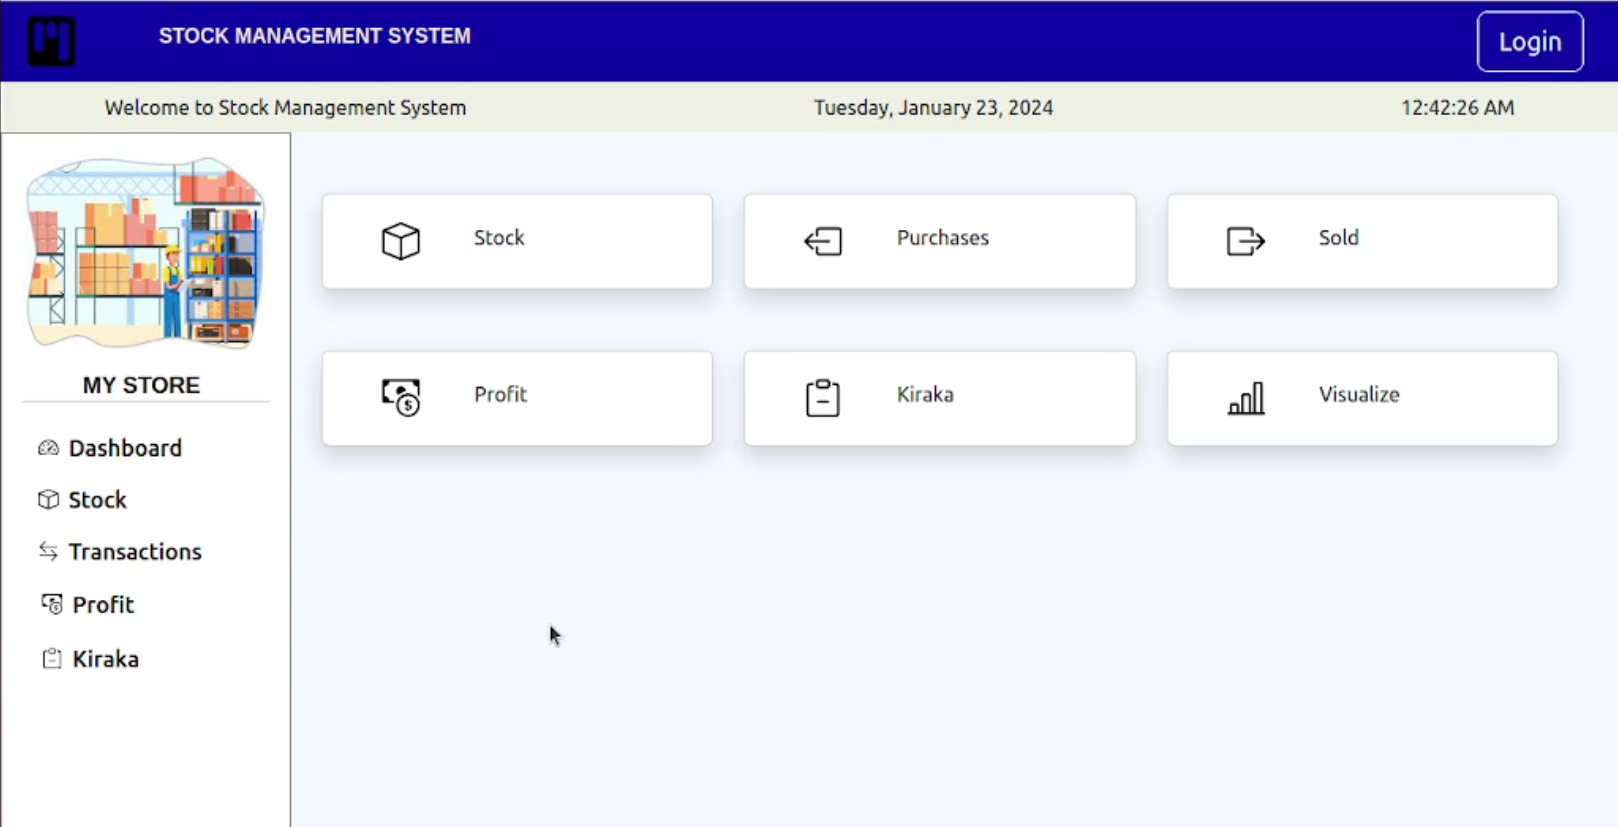 STOCK MANAGEMENT SYSTEM
Login
Welcome to Stock Management System
Tuesday, January 23, 2024
12:42:26 AM
MY STORE
Dashboard
Stock
Transactions
Profit
Kiraka
Stock
Purchases
Sold
Profit
Kiraka
Visualize